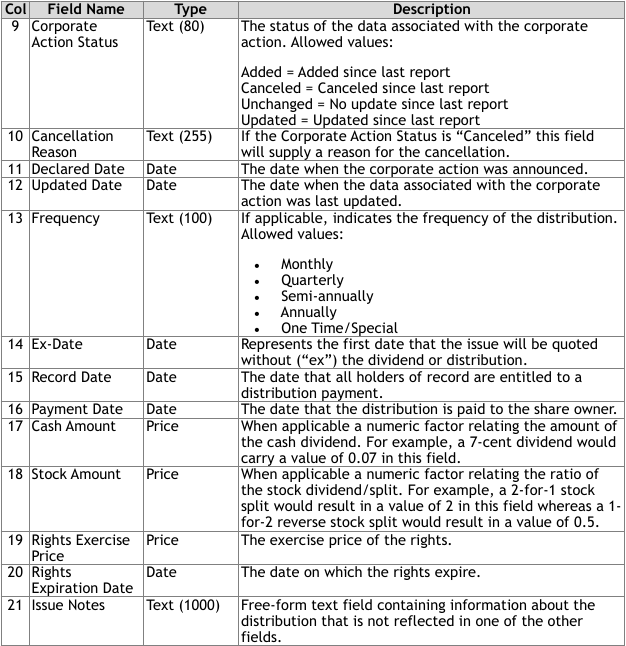 Col Field Name Type Description
9 Corporate Text (80) The status of the data associated with the corporate
Action Status action. Allowed values:
Added = Added since last report
Canceled = Canceled since last report
Unchanged = No update since last report
Updated = Updated since last report
10 Cancellation Text (255) If the Corporate Action Status is “Canceled” this field
Reason will supply a reason for the cancellation.
11 Declared Date Date The date when the corporate action was announced.
12 Updated Date Date The date when the data associated with the corporate
action was last updated.
13 Frequency Text (100) If applicable, indicates the frequency of the distribution.
Allowed values:
• Monthly
• Quarterly
• Semi-annually
• Annually
• One Time/Special
14 Ex-Date Date Represents the first date that the issue will be quoted
without (“ex”) the dividend or distribution.
15 Record Date Date The date that all holders of record are entitled to a
distribution payment.
16 Payment Date Date The date that the distribution is paid to the share owner.
17 Cash Amount Price When applicable a numeric factor relating the amount of
the cash dividend. For example, a 7-cent dividend would
carry a value of 0.07 in this field.
18 Stock Amount Price When applicable a numeric factor relating the ratio of
the stock dividend/split. For example, a 2-for-1 stock
split would result in a value of 2 in this field whereas a 1-
for-2 reverse stock split would result in a value of 0.5.
19 Rights Exercise Price The exercise price of the rights.
Price
20 Rights Date The date on which the rights expire.
Expiration Date
21 Issue Notes Text (1000) Free-form text field containing information about the
distribution that is not reflected in one of the other
fields.